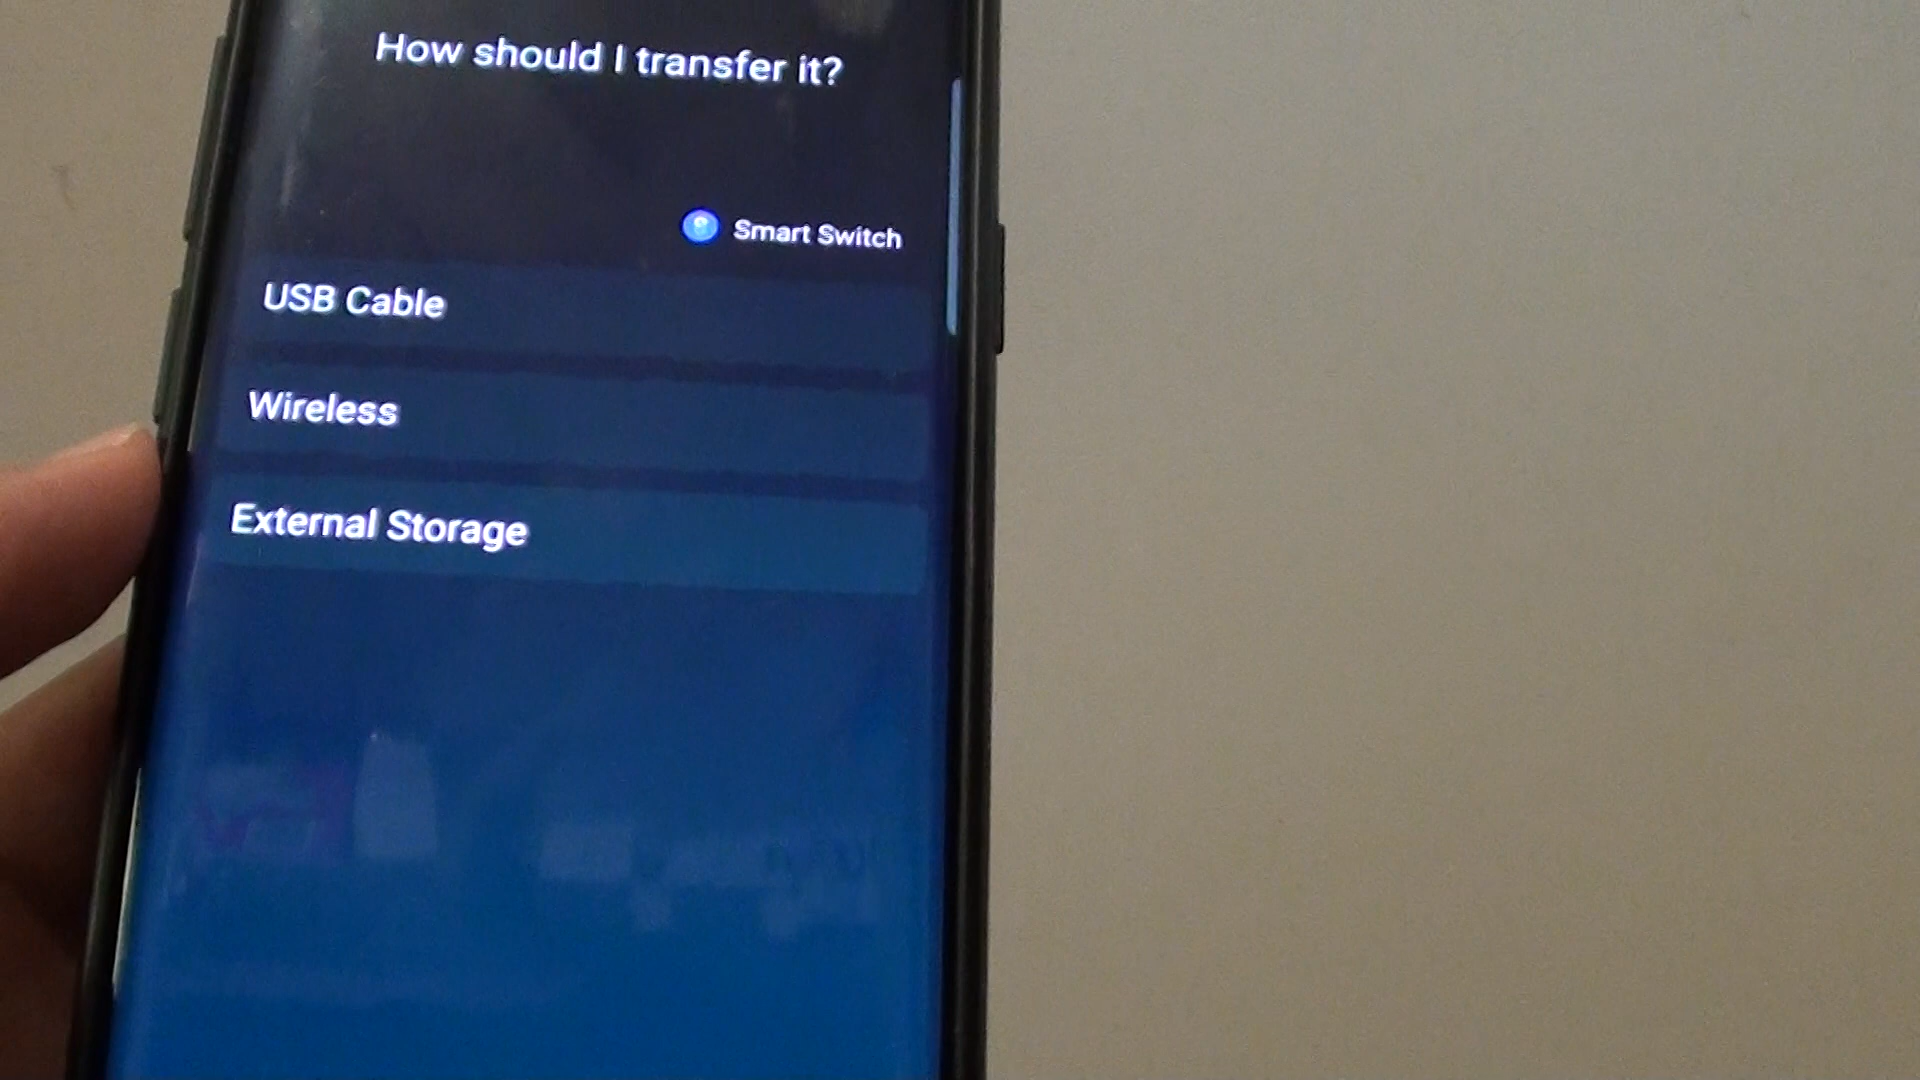 How should I transfer it?
Smart Switch
USB Cable
Wireless
External Storage